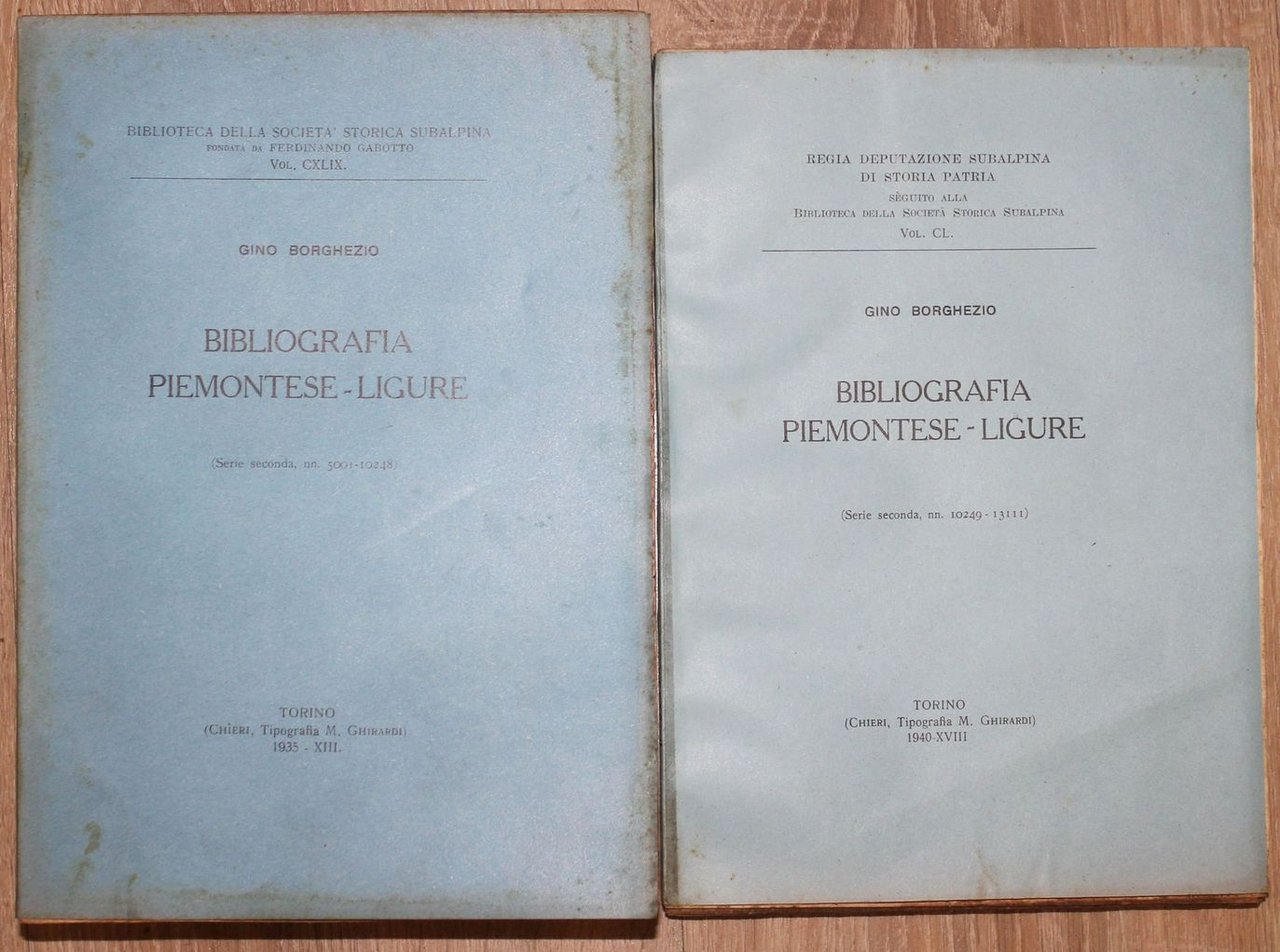 BIBLIOTECA DELLA SOCIETA' STORICA SUBALPINA
FONDATA DA FERDINANDO GABOTTO
VOL. CXLIX.
GINO BORGHEZIO
BIBLIOGRAFIA
PIEMONTESE-LIGURE
(Serie seconda, nn. 5001-10248)
TORINO
(CHIERI, Tipografia M. GHIRARDI)
1935 - XIII.
REGIA DEPUTAZIONE SUBALPINA
DI STORIA PATRIA
SÈGUITO ALLA
BIBLIOTECA DELLA SOCIETÀ STORICA SUBALPINA
VOL. CL.
GINO BORGHEZIO
BIBLIOGRAFIA
PIEMONTESE-LIGURE
(Serie seconda, nn. 10249-13111)
TORINO
(CHIERI, Tipografia M. GHIRARDI)
1940-XVIII